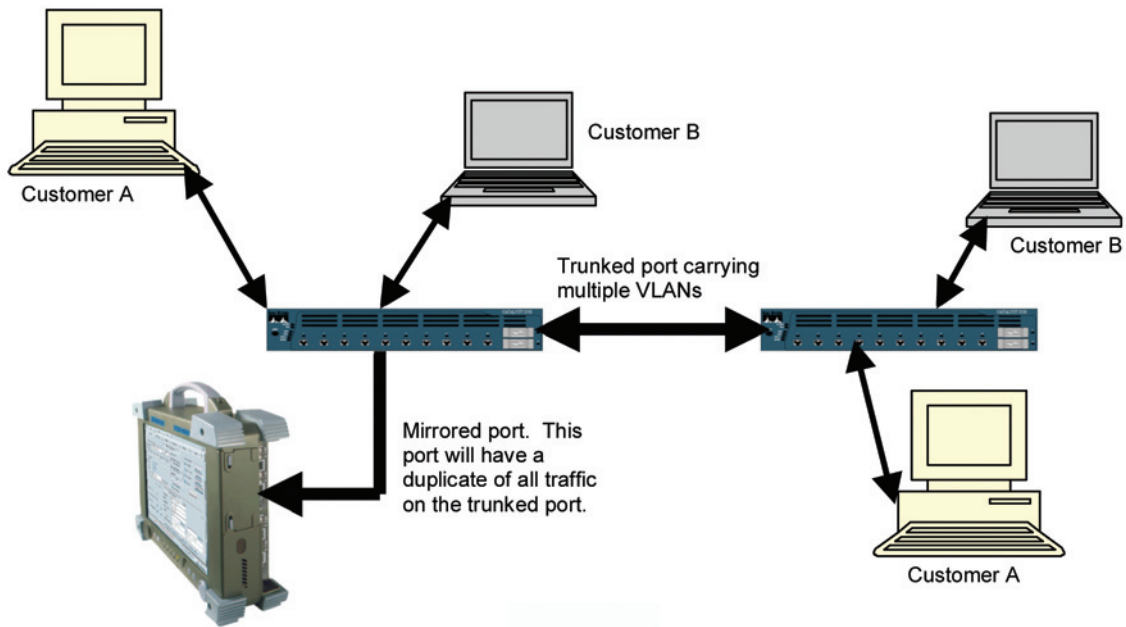 Customer A
Customer B
Customer B
Trunked port carrying
multiple VLANs
Mirrored port.  This
port will have a
duplicate of all traffic
on the trunked port.
Customer A